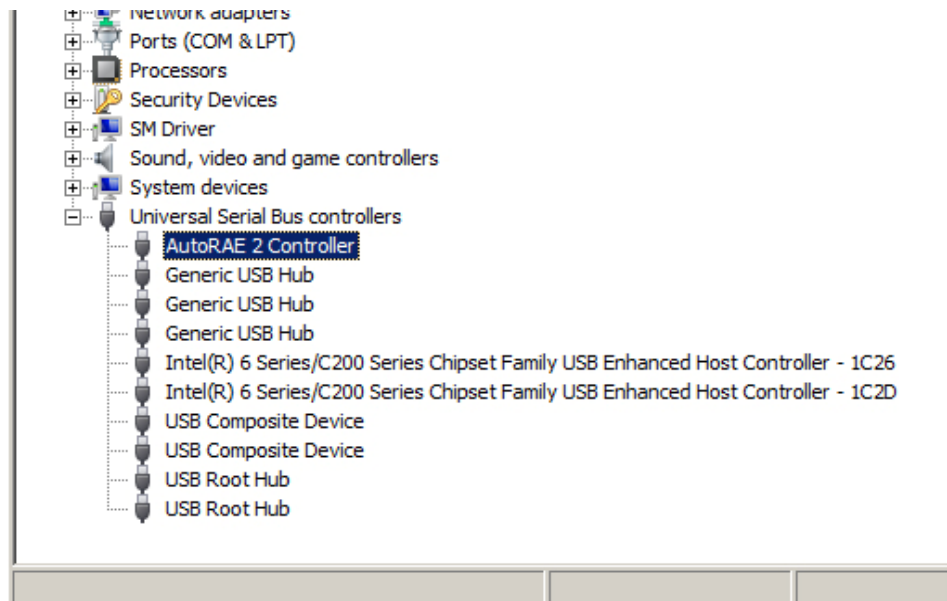 Network adapters
Ports (COM & LPT)
Processors
Security Devices
SM Driver
Sound, video and game controllers
System devices
Universal Serial Bus controllers
AutoRAE 2 Controller
Generic USB Hub
Generic USB Hub
Generic USB Hub
Intel(R) 6 Series/C200 Series Chipset Family USB Enhanced Host Controller - 1C26
Intel(R) 6 Series/C200 Series Chipset Family USB Enhanced Host Controller - 1C2D
USB Composite Device
USB Composite Device
USB Root Hub
USB Root Hub